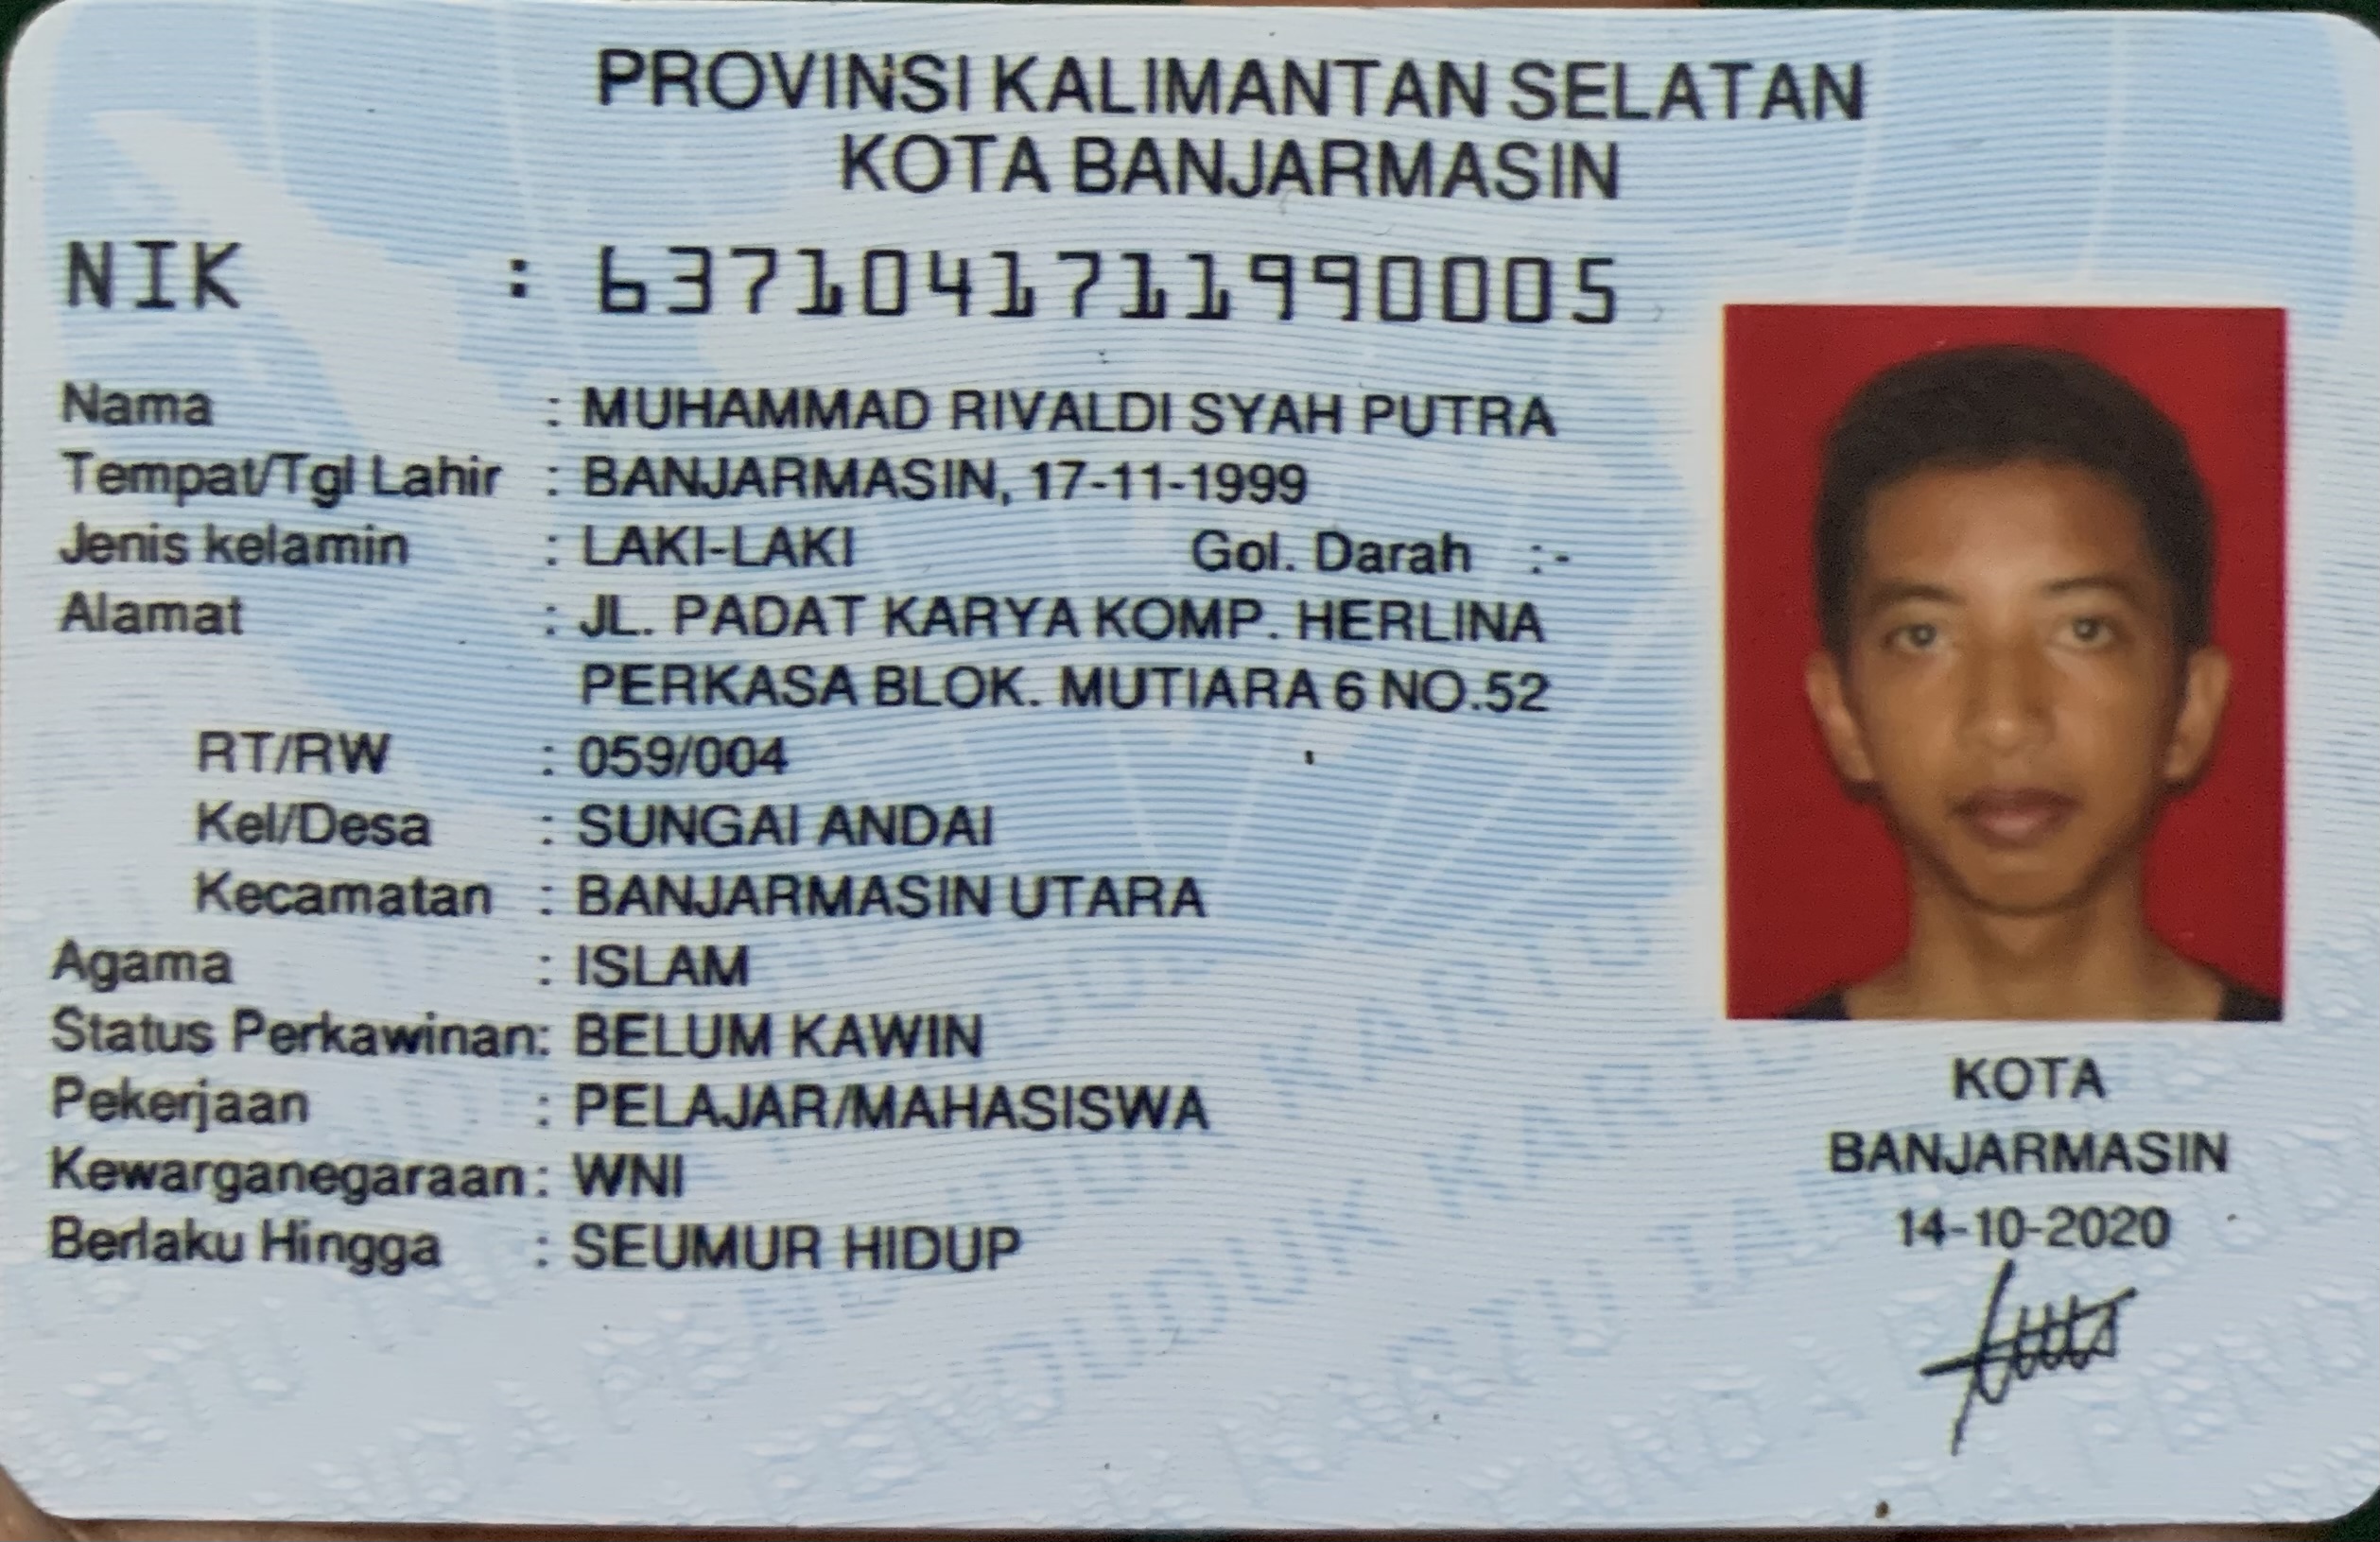 PROVINSI KALIMANTAN SELATAN
KOTA BANJARMASIN
NIK : 6371041711990005
Nama : MUHAMMAD RIVALDI SYAH PUTRA
Tempat/Tgl Lahir : BANJARMASIN, 17-11-1999
Jenis kelamin : LAKI-LAKI Gol. Darah :-
Alamat : JL. PADAT KARYA KOMP. HERLINA
PERKASA BLOK. MUTIARA 6 NO.52
RT/RW : 059/004
Kel/Desa : SUNGAI ANDAI
Kecamatan : BANJARMASIN UTARA
Agama : ISLAM
Status Perkawinan: BELUM KAWIN
Pekerjaan : PELAJAR/MAHASISWA
Kewarganegaraan: WNI
Berlaku Hingga : SEUMUR HIDUP
KOTA
BANJARMASIN
14-10-2020